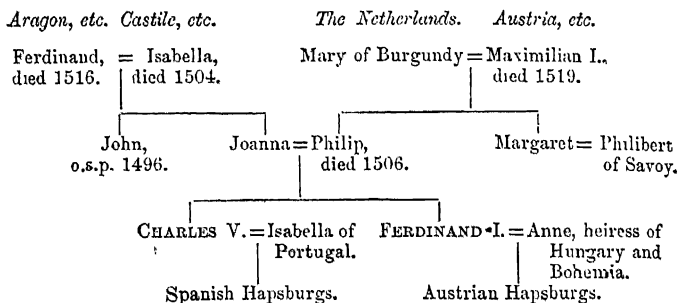 Aragon, etc. Castile, etc. The Netherlands. Austria, etc.
Ferdinand, = Isabella, Mary of Burgundy = Maximilian I.,
died 1516. died 1504. died 1519.
John, Joanna = Philip, Margaret = Philibert
o.s.p. 1496. died 1506. of Savoy.
CHARLES V. = Isabella of FERDINAND I. = Anne, heiress of
Portugal. Hungary and
Bohemia.
Spanish Hapsburgs. Austrian Hapsburgs.